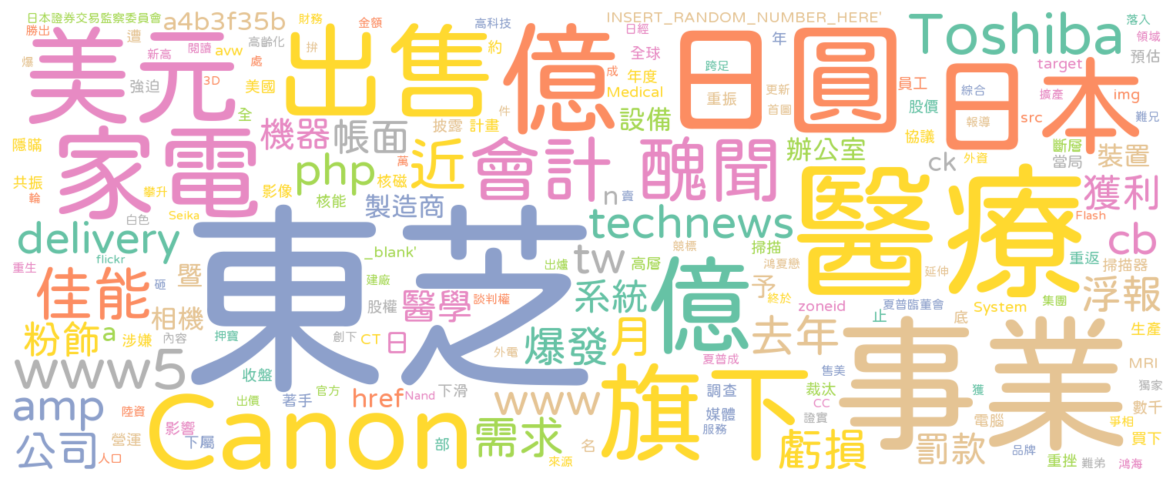 日本證券交易監察委員會
勝出
遭
a4b3f35b
財務
金額
高科技
INSERT_RANDOM_NUMBER_HERE'
日經
年
落入
領域
美元
出售
億
日圓
Toshiba
爆
新高
閱讀
avw
高齡化
處
拚
約
成
全球
跨足
更新
首圖
預估
強迫
3D
美國
年度
Medical
重振
員工
股價
綜合
日本
target
擴產
img
src
難兄
報導
家電
機器
全
帳面
披露
計畫
件
設備
協議
隱瞞
php
萬
近
會計
醜聞
辦公室
ck
外資
斷層
當局
裝置
共振
輪
攀升
影像
核磁
核能
製造商
n
賣
醫療
獲利
白色
Seika
technews
Flash
delivery
flickr
_blank'
東芝
出爐
tw
高層
競標
掃描
鴻夏戀
cb
重返
掃描器
重生
砸
佳能
暨
建廠
股權
醫學
談判權
系統
億
予
終於
zoneid
延伸
夏普臨董會
System
集團
浮報
粉飾
a
涉嫌
相機
內容
押寶
創下
CT
日
外電
爆發
月
夏普成
去年
止
底
生產
www5
收盤
官方
下滑
售美
事業
MRI
amp
陸資
出價
著手
href
Nand
www
旗下
調查
媒體
服務
裁汰
CC
證實
獲
電腦
爭相
獨家
數千
公司
人口
營運
影響
下屬
Canon
部
需求
來源
名
虧損
罰款
品牌
重挫
難弟
買下
鴻海